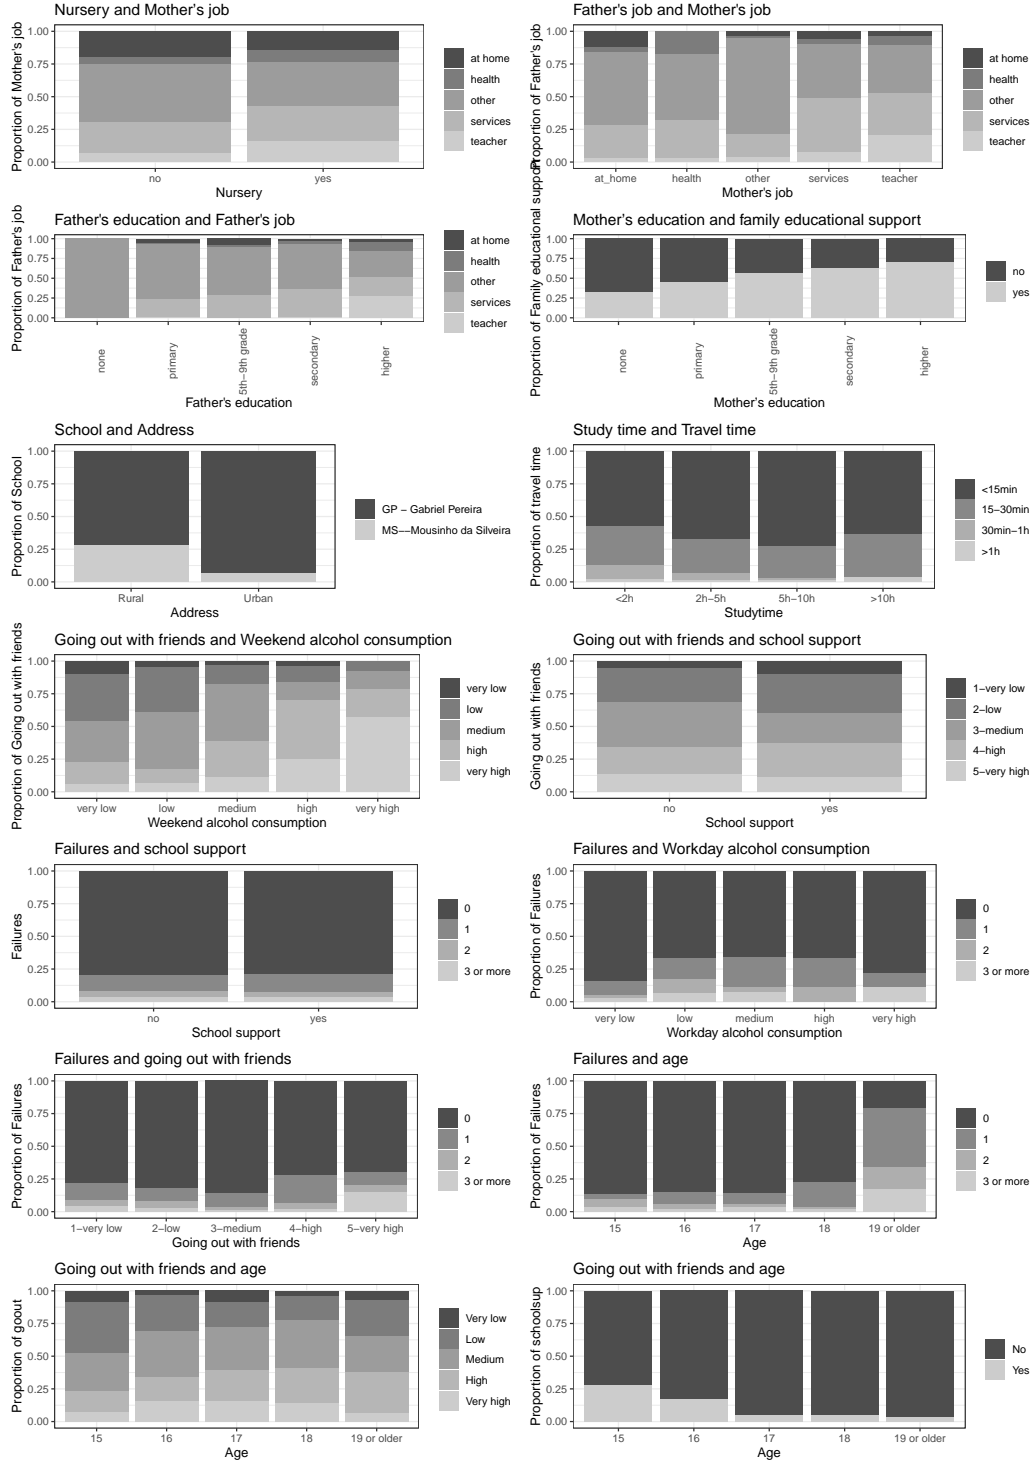 Nursery and Mother's job
Proportion of Mother's job
1.00
0.75
0.50
0.25
0.00
no
yes
Nursery
at home
health
other
services
teacher
Father's job and Mother's job
Proportion of Father's job
1.00
0.75
0.50
0.25
0.00
at_home
health
other
services
teacher
Mother's job
at home
health
other
services
teacher
Father's education and Father's job
Proportion of Father's job
1.00
0.75
0.50
0.25
0.00
none
primary
5th−9th grade
secondary
higher
Father's education
at home
health
other
services
teacher
Mother's education and family educational support
Proportion of Family educational support
1.00
0.75
0.50
0.25
0.00
none
primary
5th−9th grade
secondary
higher
Mother's education
no
yes
School and Address
Proportion of School
1.00
0.75
0.50
0.25
0.00
Rural
Urban
Address
GP − Gabriel Pereira
MS−−Mousinho da Silveira
Study time and Travel time
Proportion of travel time
1.00
0.75
0.50
0.25
0.00
<2h
2h−5h
5h−10h
>10h
Studytime
<15min
15−30min
30min−1h
>1h
Going out with friends and Weekend alcohol consumption
Proportion of Going out with friends
1.00
0.75
0.50
0.25
0.00
very low
low
medium
high
very high
Weekend alcohol consumption
very low
low
medium
high
very high
Going out with friends and school support
Going out with friends
1.00
0.75
0.50
0.25
0.00
no
yes
School support
1−very low
2−low
3−medium
4−high
5−very high
Failures and school support
Failures
1.00
0.75
0.50
0.25
0.00
no
yes
School support
0
1
2
3 or more
Failures and Workday alcohol consumption
Proportion of Failures
1.00
0.75
0.50
0.25
0.00
very low
low
medium
high
very high
Workday alcohol consumption
0
1
2
3 or more
Failures and going out with friends
Proportion of Failures
1.00
0.75
0.50
0.25
0.00
1−very low
2−low
3−medium
4−high
5−very high
Going out with friends
0
1
2
3 or more
Failures and age
Proportion of Failures
1.00
0.75
0.50
0.25
0.00
15
16
17
18
19 or older
Age
0
1
2
3 or more
Going out with friends and age
Proportion of goout
1.00
0.75
0.50
0.25
0.00
15
16
17
18
19 or older
Age
Very low
Low
Medium
High
Very high
Going out with friends and age
Proportion of schoolsup
1.00
0.75
0.50
0.25
0.00
15
16
17
18
19 or older
Age
No
Yes